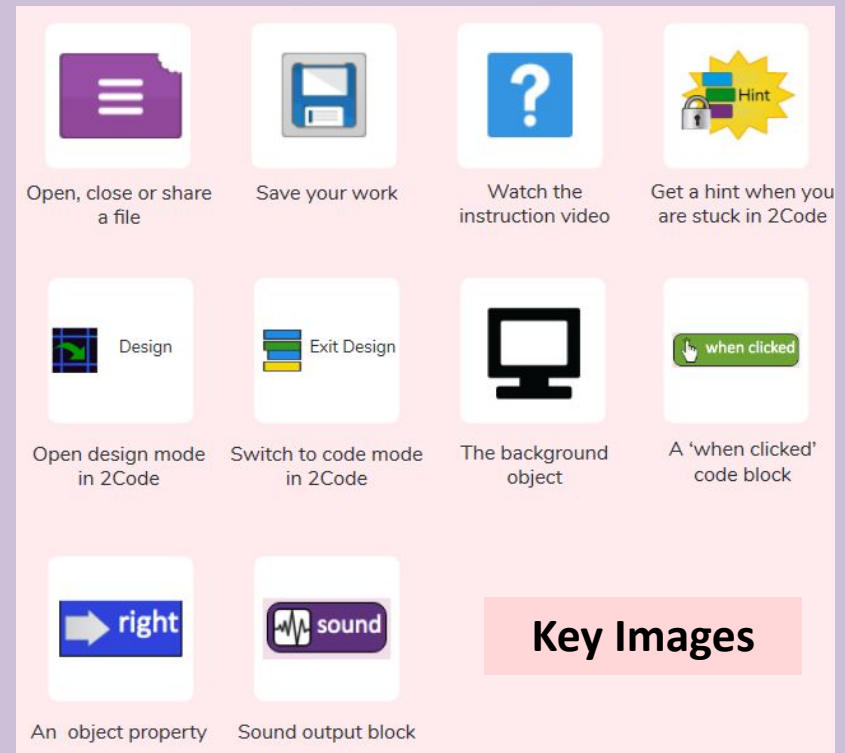 Hint
Open, close or share
a file
Save your work
Watch the
instruction video
Get a hint when you
are stuck in 2Code
Design
Exit Design
when clicked
Open design mode
in 2Code
Switch to code mode
in 2Code
The background
object
A ‘when clicked’
code block
right
sound
Key Images
An object property
Sound output block